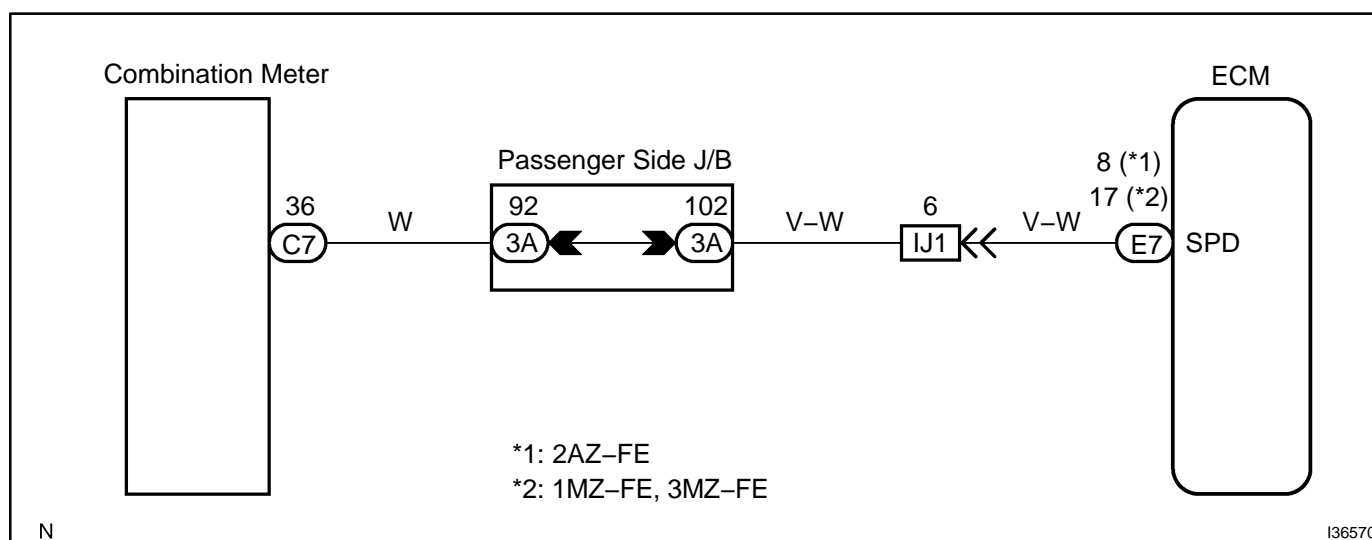 Combination Meter
ECM
Passenger Side J/B
8 (*1)
17 (*2)
36
W
92
102
V–W
6
V–W
C7
3A
3A
IJ1
E7
SPD
*1: 2AZ–FE
*2: 1MZ–FE, 3MZ–FE
N
I36570